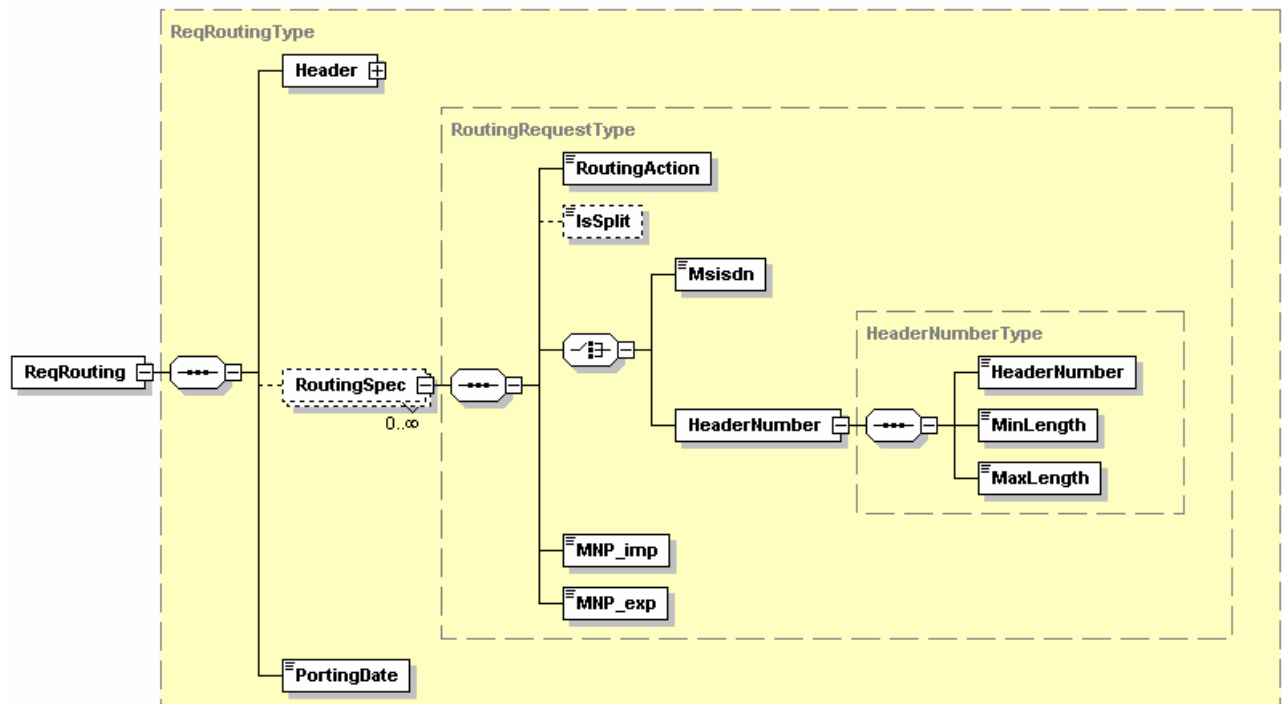 ReqRoutingType
Header
RoutingRequestType
RoutingAction
IsSplit
Msisdn
HeaderNumberType
HeaderNumber
ReqRouting
RoutingSpec
0..∞
HeaderNumber
MinLength
MaxLength
MNP_imp
MNP_exp
PortingDate